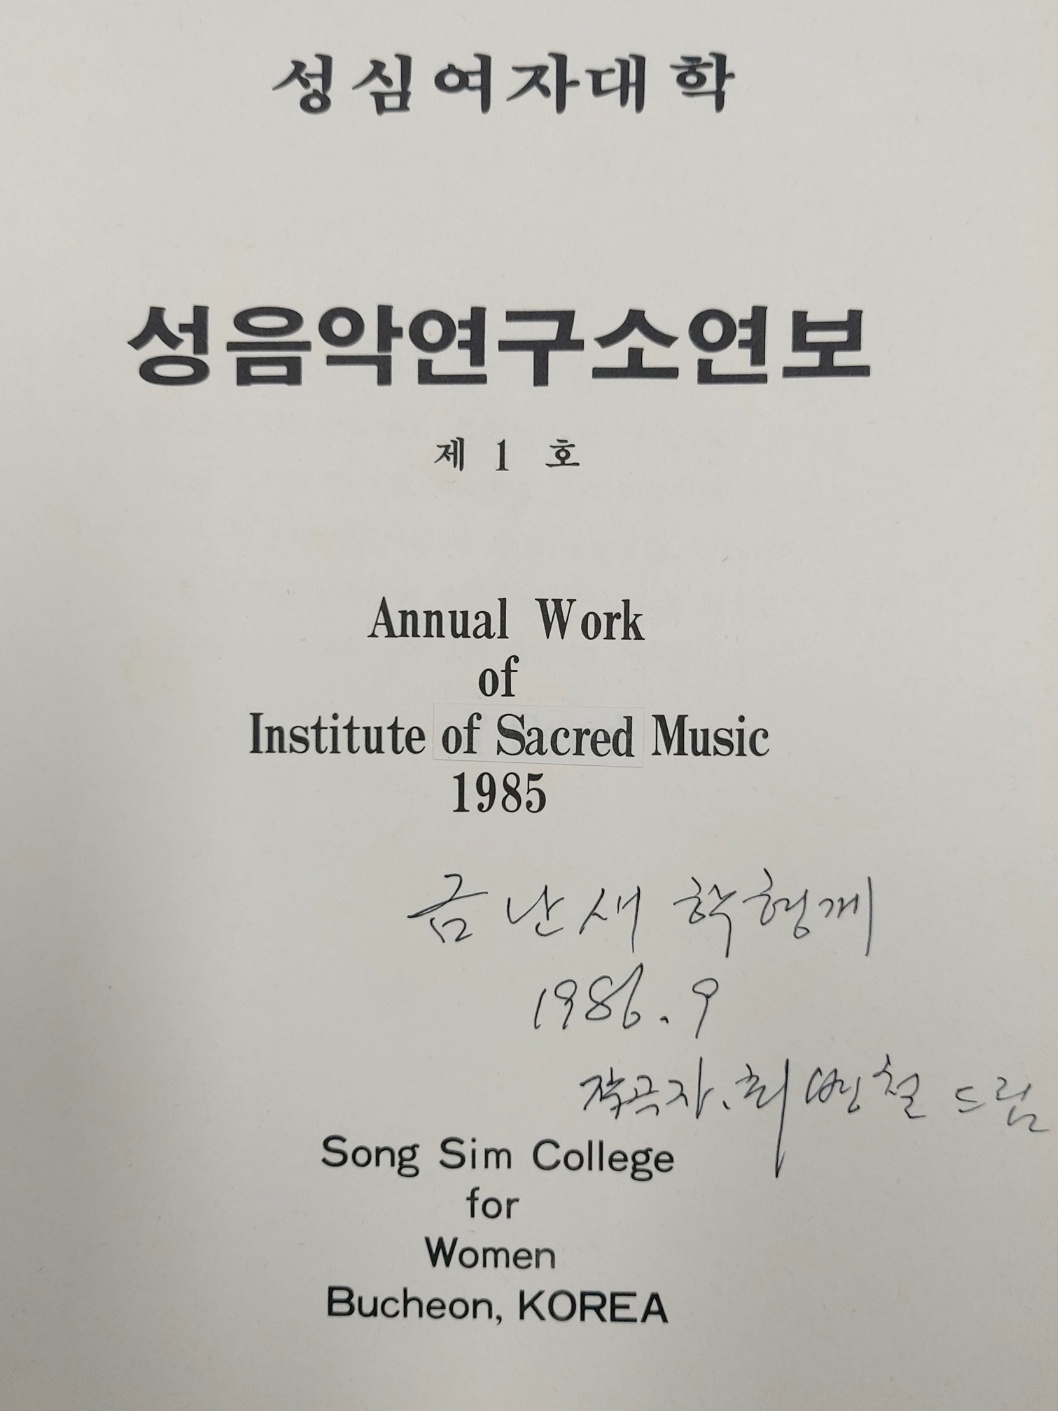 성심여자대학
성음악연구소연보
제 1 호
Annual Work
of
Institute of Sacred Music
1985
금난새 학형께
1986. 9
작곡자. 최병철 드림
Song Sim College
for
Women
Bucheon, KOREA